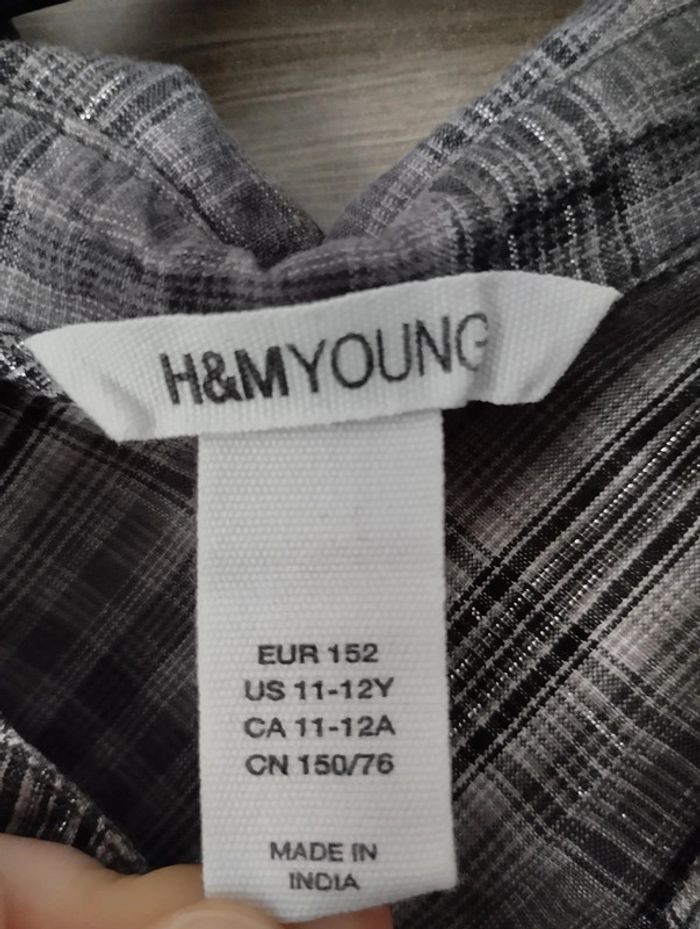 H&MYOUNG
EUR 152
US 11-12Y
CA 11-12A
CN 150/76
MADE IN
INDIA